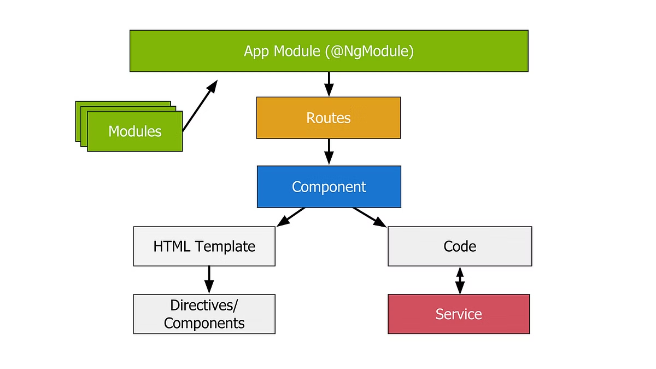 App Module (@NgModule)
Modules
Routes
Component
HTML Template
Code
Directives/
Components
Service